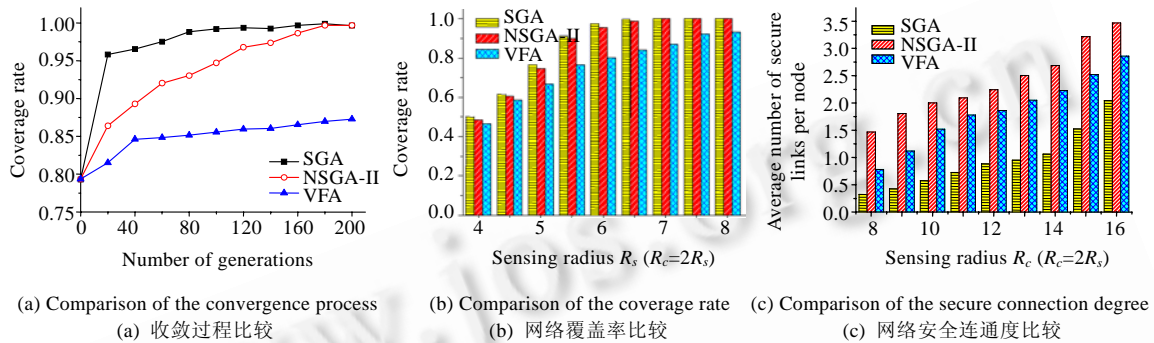 Coverage rate
1.00
0.95
0.90
0.85
0.80
0.75
SGA
NSGA-II
VFA
0 40 80 120 160 200
Number of generations
(a) Comparison of the convergence process
(a) 收敛过程比较
Coverage rate
1.0
0.8
0.6
0.4
0.2
0.0
SGA
NSGA-II
VFA
4 5 6 7 8
Sensing radius Rs (Rc=2Rs)
(b) Comparison of the coverage rate
(b) 网络覆盖率比较
Average number of secure
links per node
3.5
3.0
2.5
2.0
1.5
1.0
0.5
0.0
SGA
NSGA-II
VFA
8 10 12 14 16
Sensing radius Rc (Rc=2Rs)
(c) Comparison of the secure connection degree
(c) 网络安全连通度比较
www.jos.org.cn